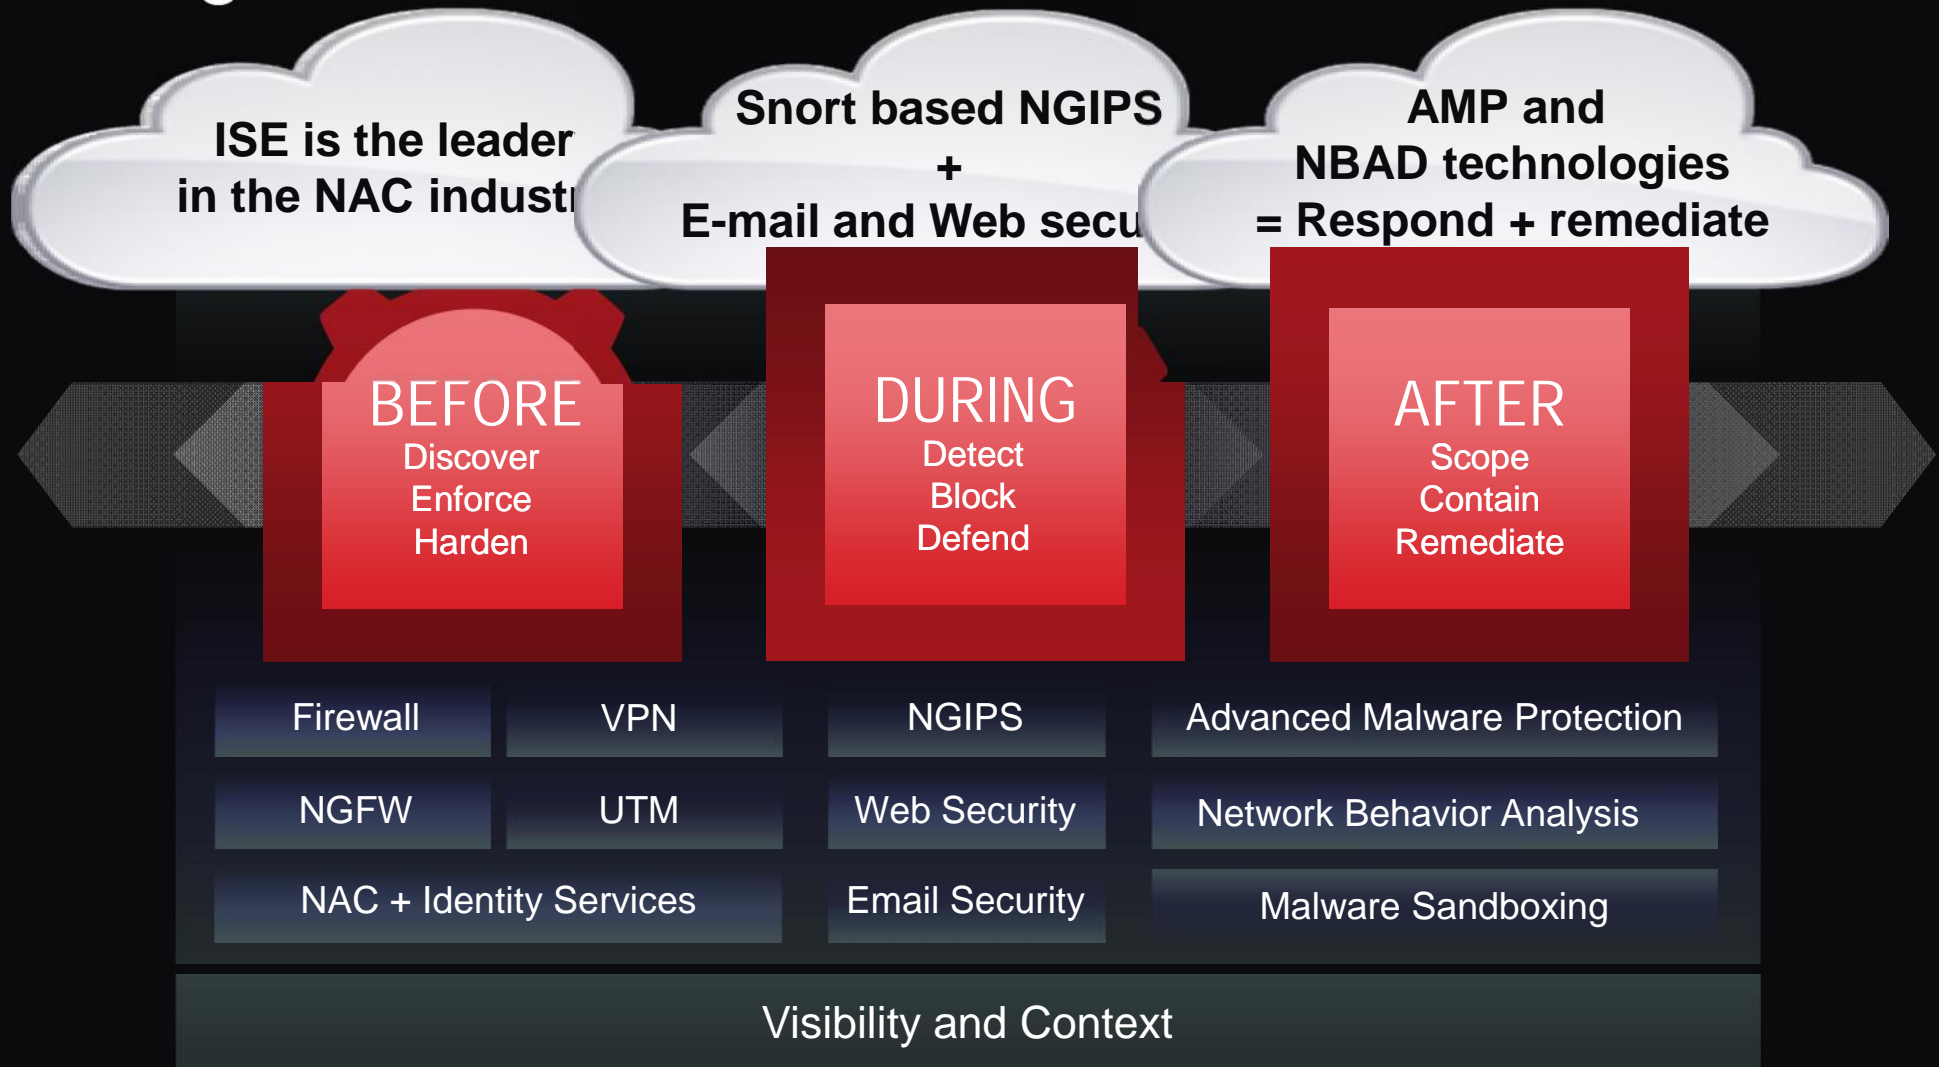 ISE is the leader
in the NAC
Snort based NGIPS
+
E-mail and Web
AMP and
NBAD technologies
= Respond + remediate
BEFORE
Discover
Enforce
Harden
DURING
Detect
Block
Defend
AFTER
Scope
Contain
Remediate
Firewall
VPN
NGIPS
Advanced Malware Protection
NGFW
UTM
Web Security
Network Behavior Analysis
NAC + Identity Services
Email Security
Malware Sandboxing
Visibility and Context